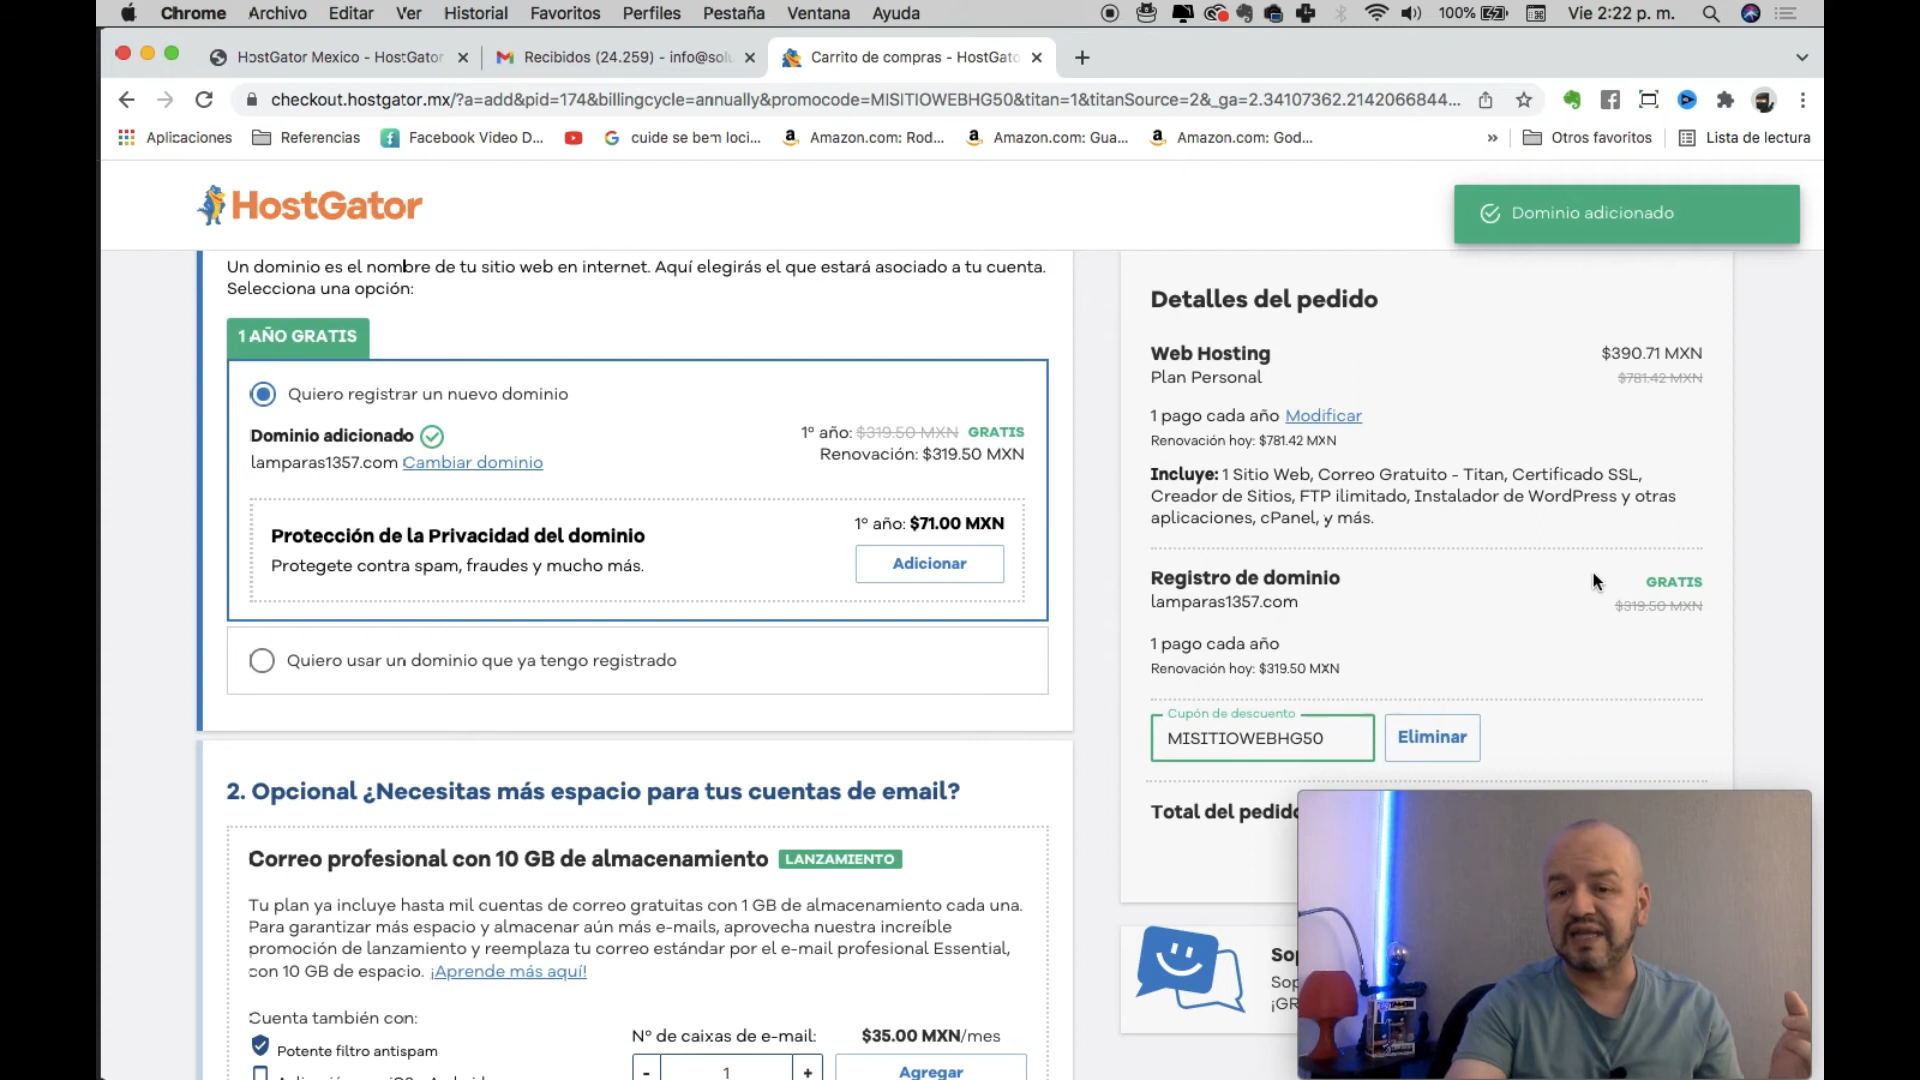 Chrome Archivo Editar Ver Historial Favoritos Perfiles Pestaña Ventana Ayuda 100% Vie 2:22 p. m.
HostGator Mexico - HostGator
Recibidos (24.259) - info@solu
Carrito de compras - HostGato
checkout.hostgator.mx/?a=add&pid=174&billingcycle=annually&promocode=MISITIOWEBHG50&titan=1&titanSource=2&_ga=2.34107362.2142066844...
Aplicaciones Referencias Facebook Video D... cuide se bem loci... Amazon.com: Rod... Amazon.com: Gua... Amazon.com: God... » Otros favoritos Lista de lectura
HostGator
Dominio adicionado
Un dominio es el nombre de tu sitio web en internet. Aquí elegirás el que estará asociado a tu cuenta.
Selecciona una opción:
1 AÑO GRATIS
Quiero registrar un nuevo dominio
Dominio adicionado
1º año: $319.50 MXN GRATIS
lamparas1357.com Cambiar dominio
Renovación: $319.50 MXN
Protección de la Privacidad del dominio
1º año: $71.00 MXN
Protegete contra spam, fraudes y mucho más.
Adicionar
Quiero usar un dominio que ya tengo registrado
2. Opcional ¿Necesitas más espacio para tus cuentas de email?
Correo profesional con 10 GB de almacenamiento LANZAMIENTO
Tu plan ya incluye hasta mil cuentas de correo gratuitas con 1 GB de almacenamiento cada una.
Para garantizar más espacio y almacenar aún más e-mails, aprovecha nuestra increíble
promoción de lanzamiento y reemplaza tu correo estándar por el e-mail profesional Essential,
con 10 GB de espacio. ¡Aprende más aquí!
Cuenta también con:
Potente filtro antispam
Nº de caixas de e-mail:
$35.00 MXN/mes
- 1 +
Agregar
Detalles del pedido
Web Hosting
$390.71 MXN
Plan Personal
$781.42 MXN
1 pago cada año Modificar
Renovación hoy: $781.42 MXN
Incluye: 1 Sitio Web, Correo Gratuito - Titan, Certificado SSL,
Creador de Sitios, FTP ilimitado, Instalador de WordPress y otras
aplicaciones, cPanel, y más.
Registro de dominio
GRATIS
lamparas1357.com
$319.50 MXN
1 pago cada año
Renovación hoy: $319.50 MXN
Cupón de descuento
MISITIOWEBHG50
Eliminar
Total del pedido